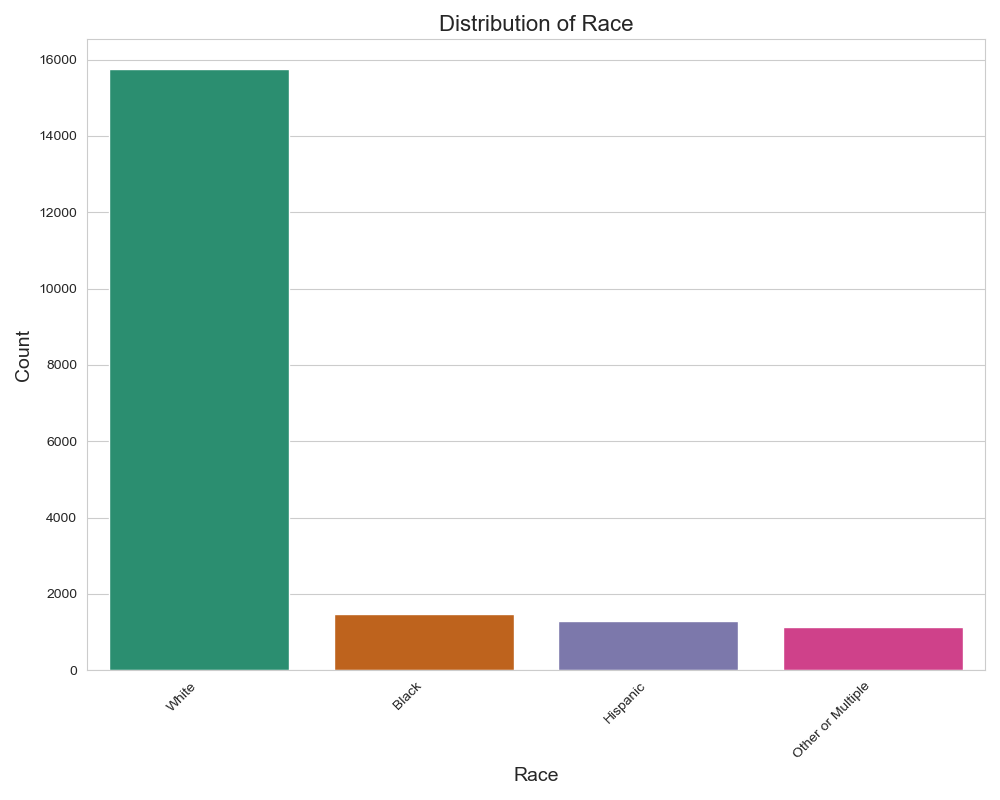 Distribution of Race
Count
16000
14000
12000
10000
8000
6000
4000
2000
0
White
Black
Hispanic
Other or Multiple
Race